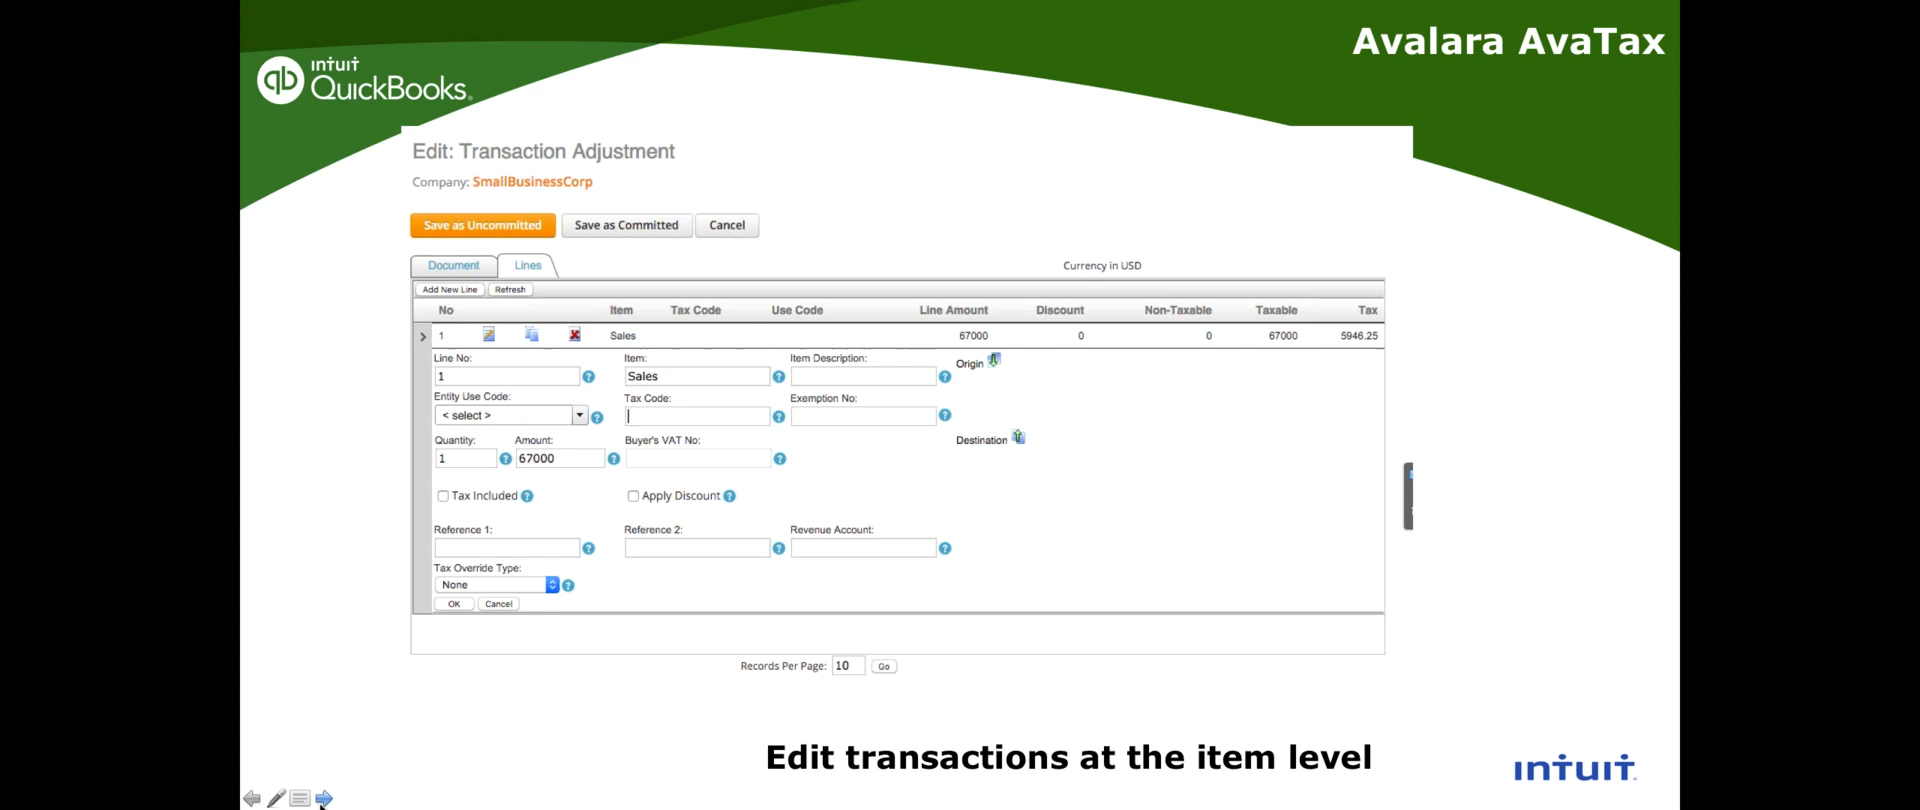 Avalara AvaTax
intuit
qb QuickBooks.
Edit: Transaction Adjustment
Company: SmallBusinessCorp
Save as Uncommitted Save as Committed Cancel
Document Lines Currency in USD
Add New Line Refresh
No Item Tax Code Use Code Line Amount Discount Non-Taxable Taxable Tax
1 Sales 67000 0 0 67000 5946.25
Line No: Item: Item Description: Origin
1 ? Sales ? ?
Entity Use Code: Tax Code: Exemption No:
< select > ? ? ?
Quantity: Amount: Buyer's VAT No: Destination
1 ? 67000 ? ?
Tax Included ? Apply Discount ?
Reference 1: Reference 2: Revenue Account:
? ? ?
Tax Override Type:
None ?
OK Cancel
Records Per Page: 10 Go
Edit transactions at the item level
intuit.